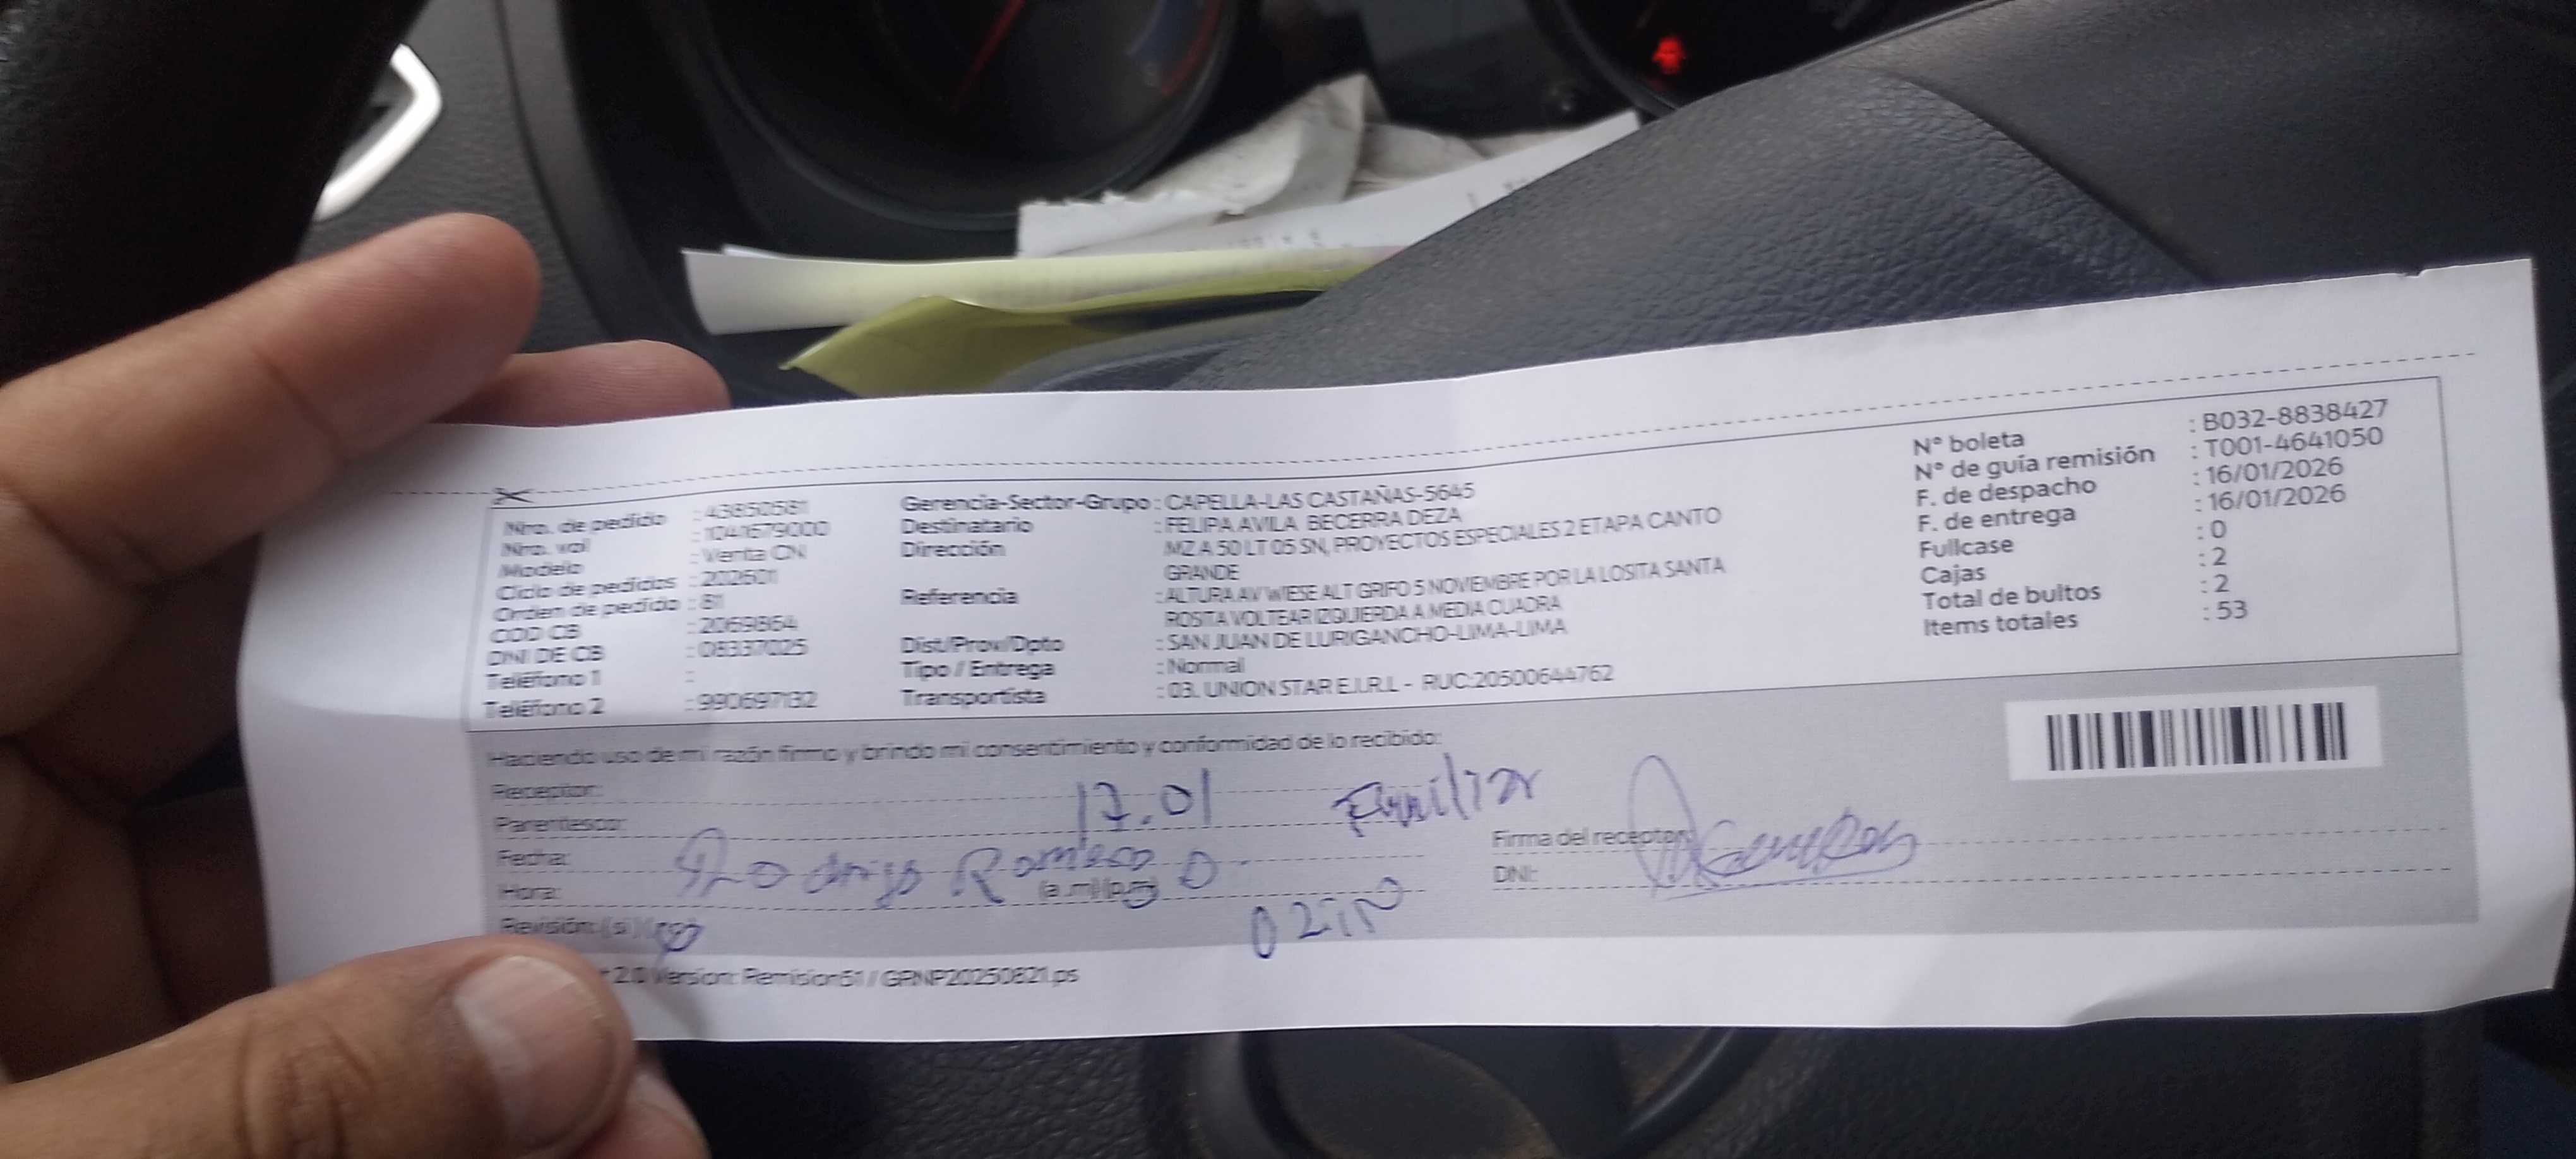 Nro. de pedido : 43850581
Nro. val : 1041679000
Modelo : Venta CN
Ciclo de pedidos : 202601
Orden de pedido : 81
COD CB : 2069864
DNI DE CB : 08337025
Teléfono 1 :
Teléfono 2 : 990697132
Gerencia-Sector-Grupo : CAPELLA-LAS CASTAÑAS-5645
Destinatario : FELIPA AVILA BECERRA DEZA
Dirección MZ A 50 LT 05 SN, PROYECTOS ESPECIALES 2 ETAPA CANTO
GRANDE
Referencia : ALTURA AV WIESE ALT GRIFO 5 NOVIEMBRE POR LA LOSITA SANTA
ROSITA VOLTEAR IZQUIERDA A MEDIA CUADRA
Dist/Prov/Dpto : SAN JUAN DE LURIGANCHO-LIMA-LIMA
Tipo / Entrega : Normal
Transportista : 03. UNION STAR E.I.R.L - RUC:20500644762
N° boleta : B032-8838427
N° de guía remisión : T001-4641050
F. de despacho : 16/01/2026
F. de entrega : 16/01/2026
Fullcase : 0
Cajas : 2
Total de bultos : 2
Items totales : 53
Haciendo uso de mi razón firmo y brindo mi consentimiento y conformidad de lo recibido:
Receptor:
17.01 Familiar
Parentesco:
Fecha: Rodrigo Romero
Hora: (a.m) (p.m)
Revisión: (si) (no)
Firma del receptor:
DNI:
2.0 Version: Remision51 / GRNP20250821.ps